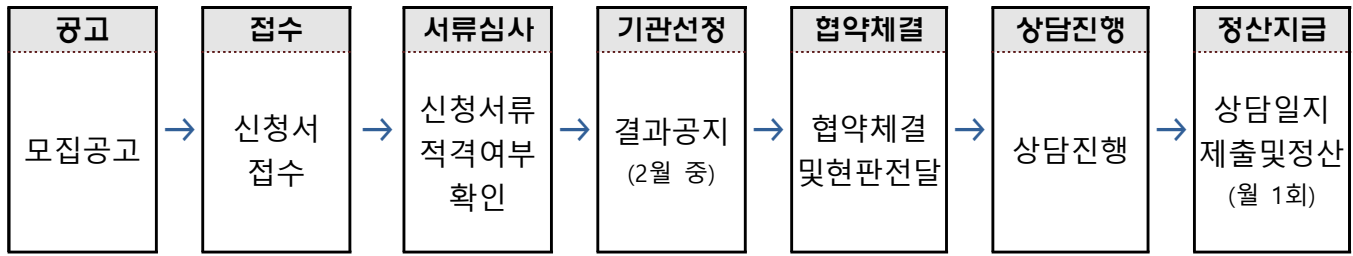 공고
모집공고
→
접수
신청서
접수
→
서류심사
신청서류
적격여부
확인
→
기관선정
결과공지
(2월 중)
→
협약체결
협약체결
및현판전달
→
상담진행
상담진행
→
정산지급
상담일지
제출및정산
(월 1회)